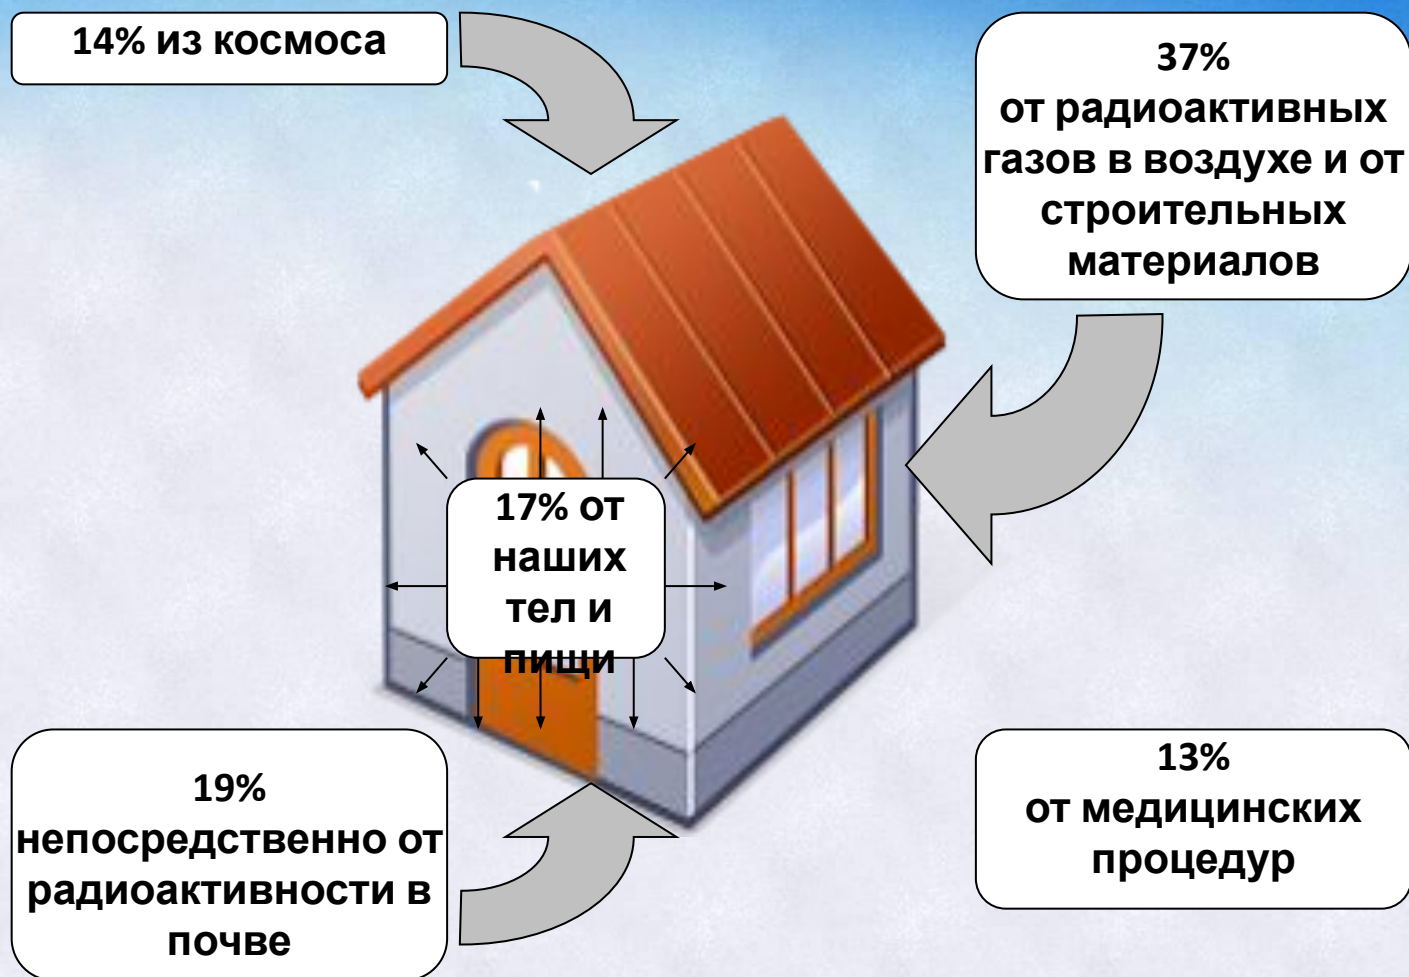 14% из космоса
37%
от радиоактивных
газов в воздухе и от
строительных
материалов
17% от
наших
тел и
пищи
19%
непосредственно от
радиоактивности в
почве
13%
от медицинских
процедур